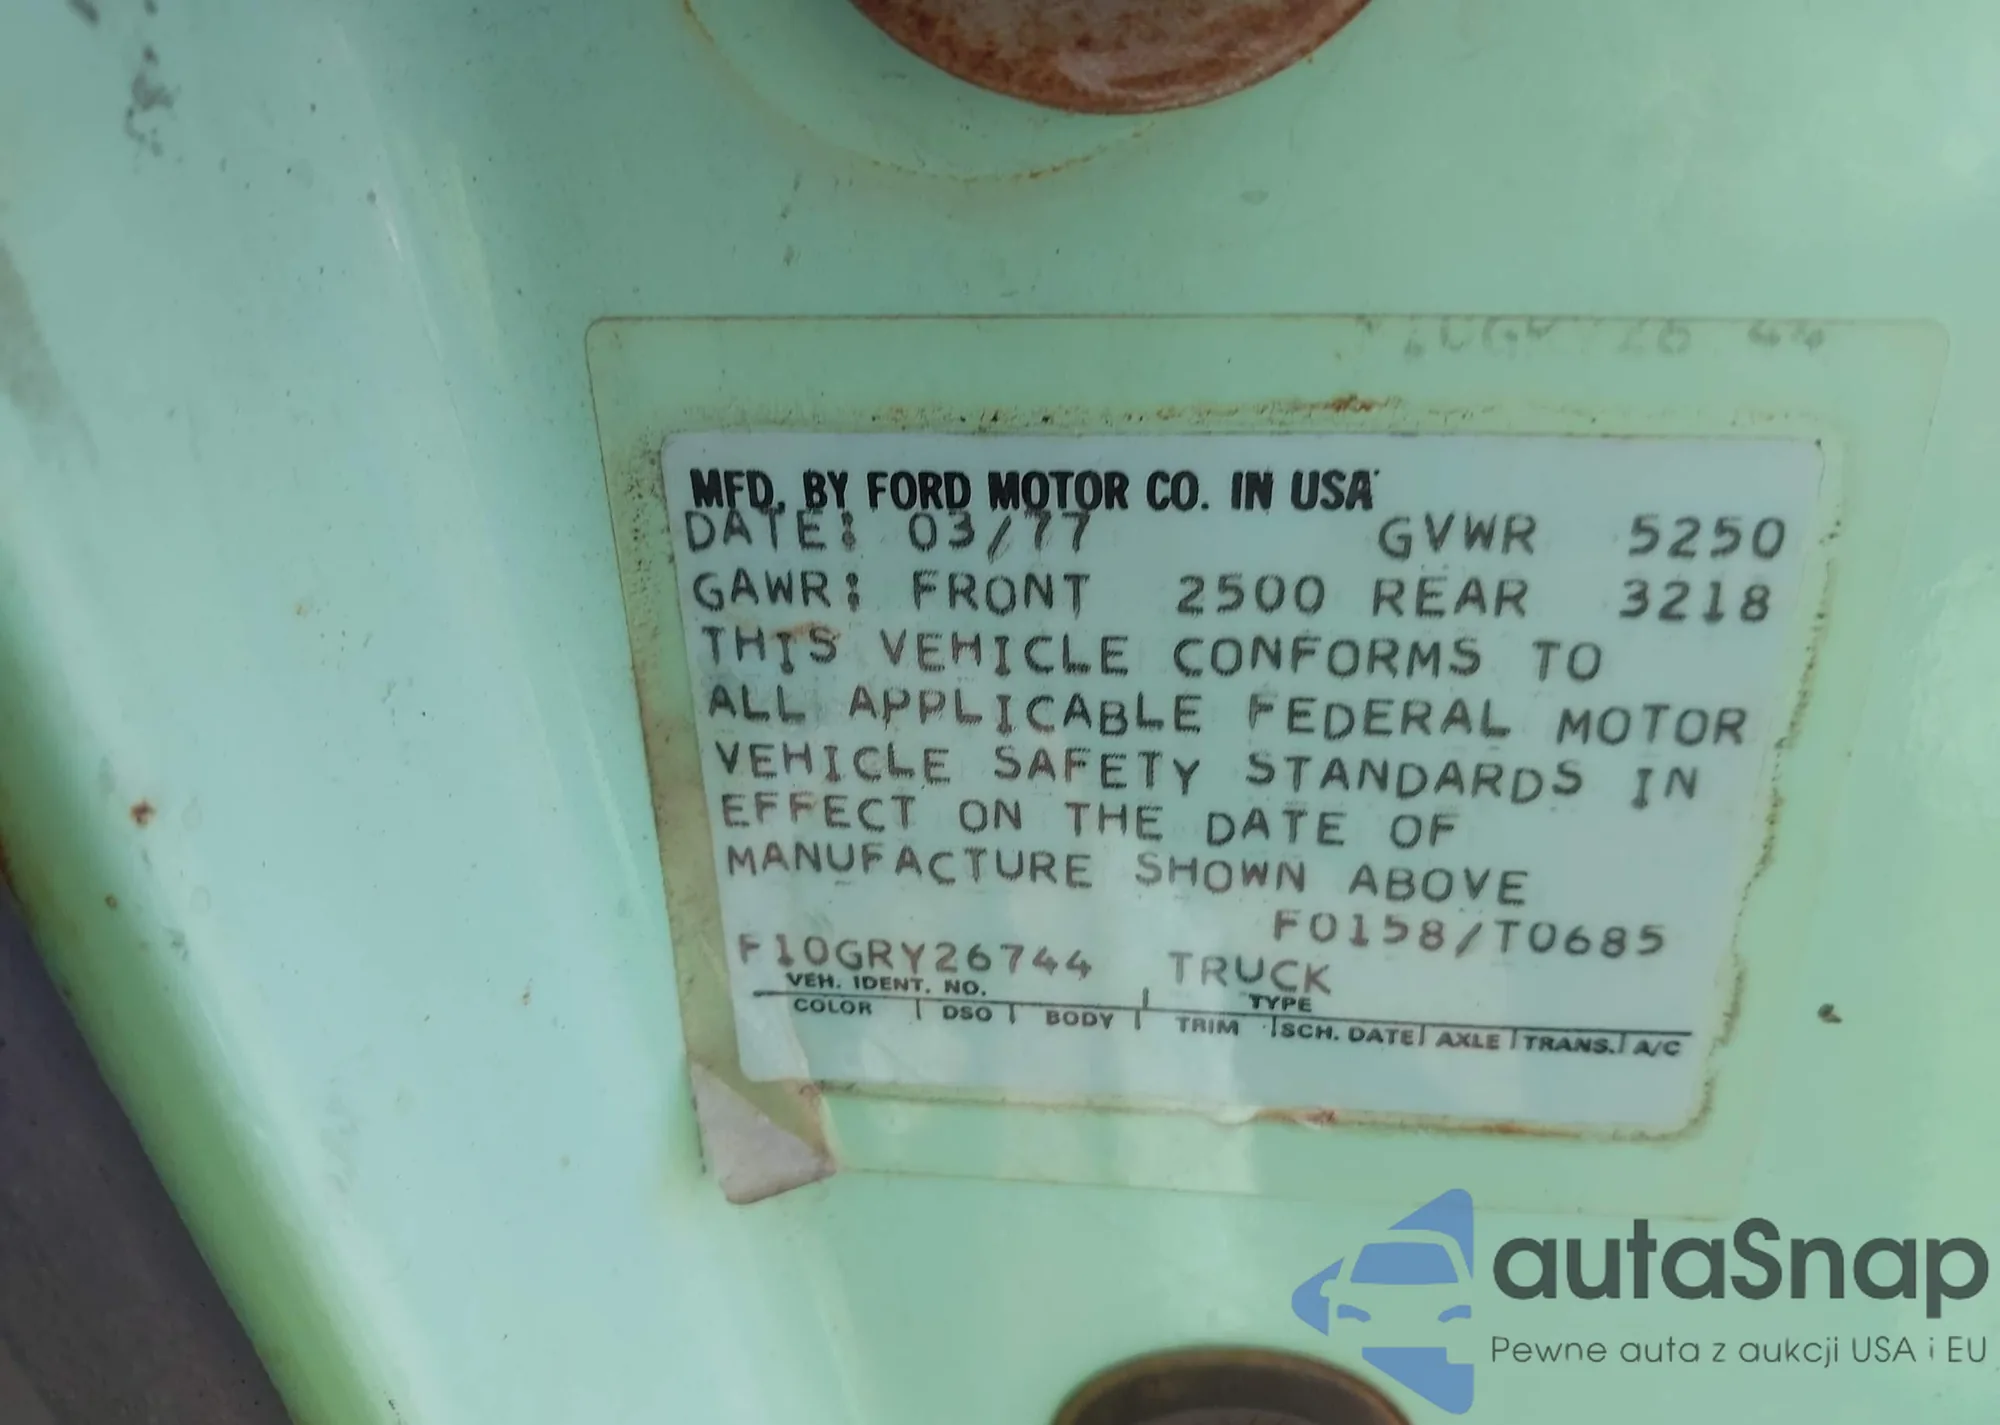 MFD. BY FORD MOTOR CO. IN USA
DATE: 03/77 GVWR 5250
GAWR: FRONT 2500 REAR 3218
THIS VEHICLE CONFORMS TO
ALL APPLICABLE FEDERAL MOTOR
VEHICLE SAFETY STANDARDS IN
EFFECT ON THE DATE OF
MANUFACTURE SHOWN ABOVE
F0158/T0685
F10GRY26744 TRUCK
VEH. IDENT. NO. TYPE
COLOR DSO BODY TRIM SCH. DATE AXLE TRANS. A/C
autaSnap
Pewne auta z aukcji USA i EU